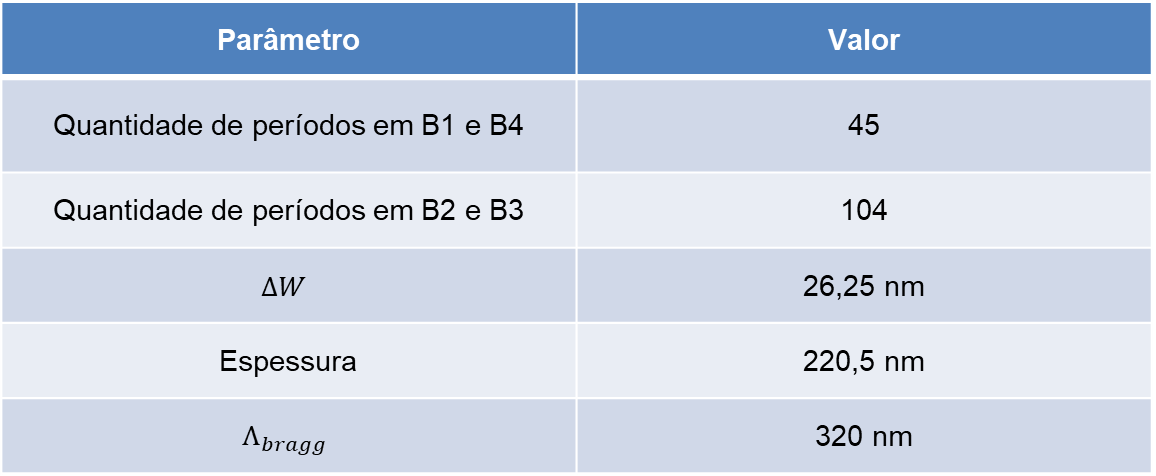 Parâmetro Valor
Quantidade de períodos em B1 e B4 45
Quantidade de períodos em B2 e B3 104
Δ𝑊 26,25 nm
Espessura 220,5 nm
Λ𝑏𝑟𝑎𝑔𝑔 320 nm